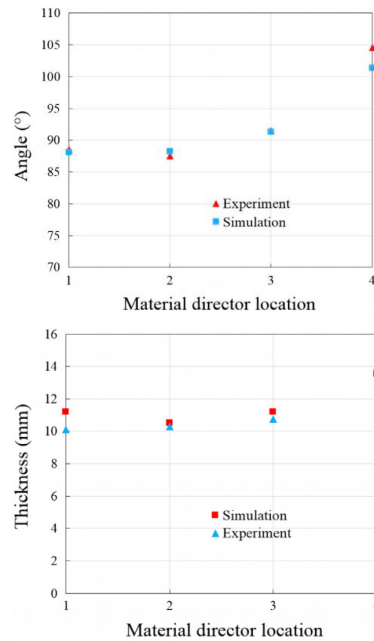 110
105
100
95
90
85
80
75
70
Angle (°)
Experiment
Simulation
1 2 3 4
Material director location
16
14
12
10
8
6
4
2
0
Thickness (mm)
Simulation
Experiment
1 2 3
Material director location